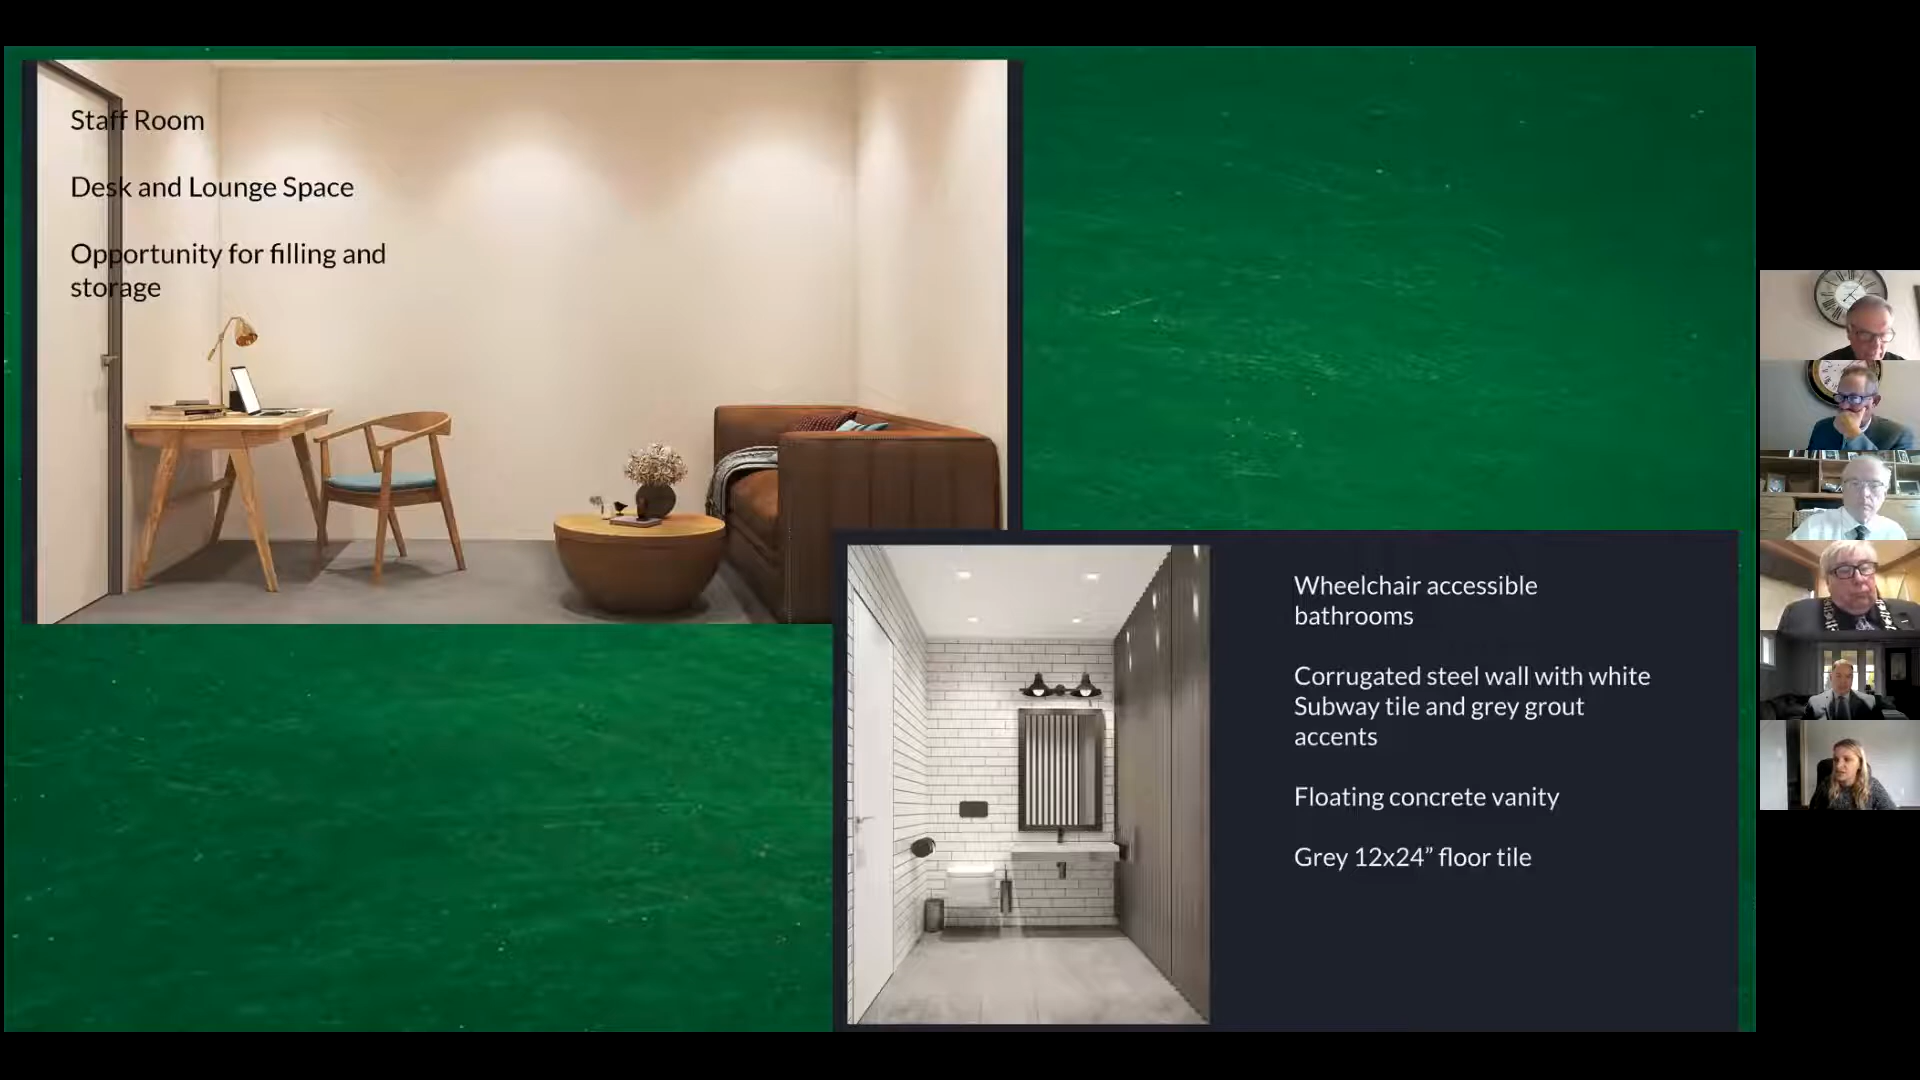 Staff Room
Desk and Lounge Space
Opportunity for filling and
storage
Wheelchair accessible
bathrooms
Corrugated steel wall with white
Subway tile and grey grout
accents
Floating concrete vanity
Grey 12x24” floor tile